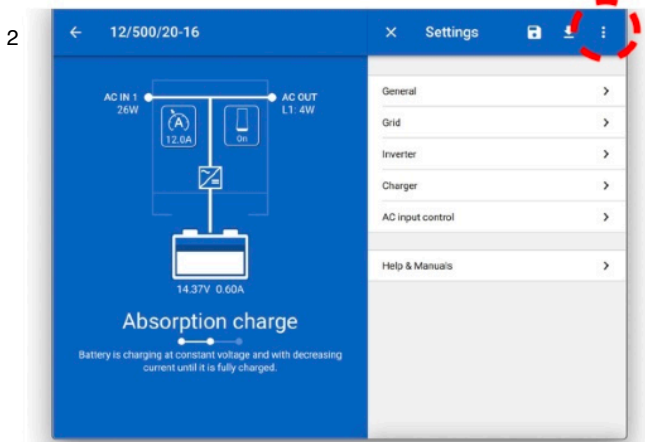 2
12/500/20-16
Settings
AC IN 1
26W
AC OUT
L1: 4W
A
12.0A
On
14.37V 0.60A
Absorption charge
Battery is charging at constant voltage and with decreasing
current until it is fully charged.
General
Grid
Inverter
Charger
AC input control
Help & Manuals